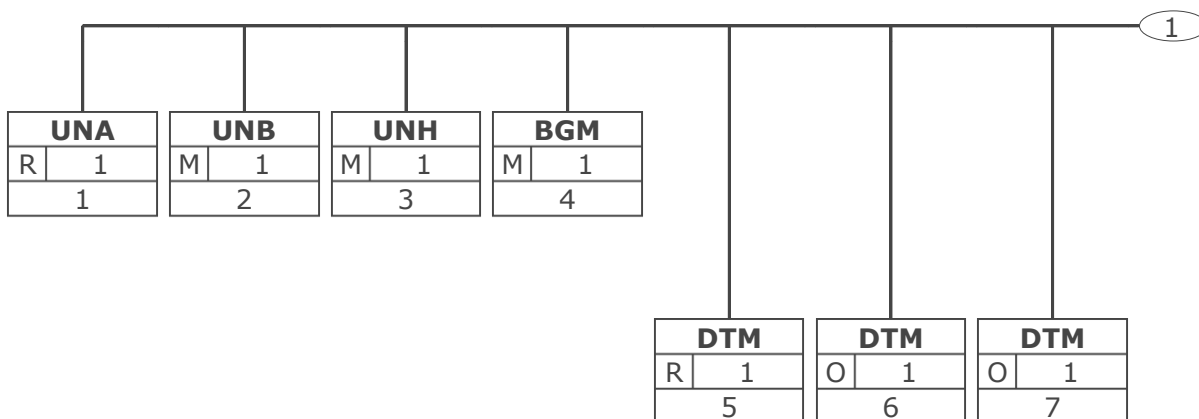 1
UNA UNB UNH BGM
R 1 M 1 M 1 M 1
1 2 3 4
DTM DTM DTM
R 1 O 1 O 1
5 6 7